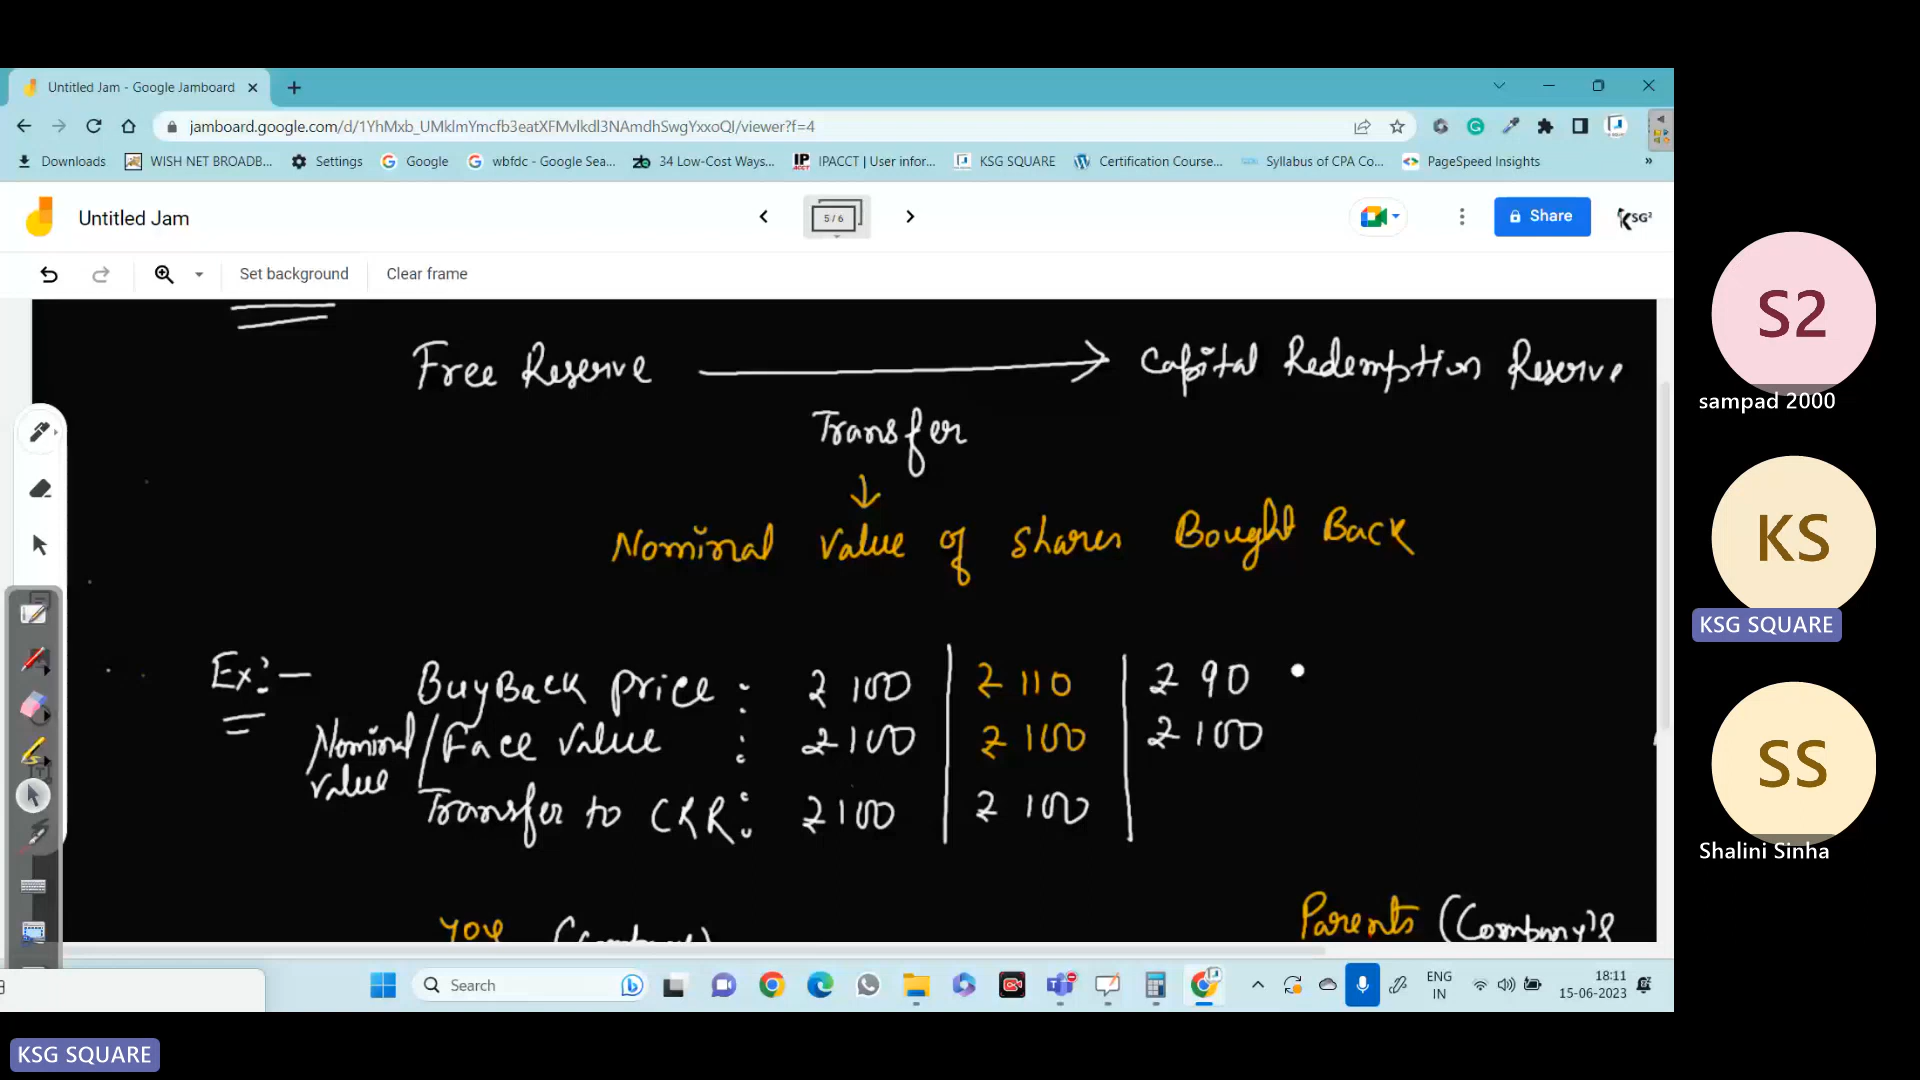 Untitled Jam - Google Jamboard
jamboard.google.com/d/1YhMxb_UMklmYmcfb3eatXFMvlkdl3NAmdhSwgYxxoQI/viewer?f=4
Downloads WISH NET BROADB... Settings Google wbfdc - Google Sea... 34 Low-Cost Ways... IPACCT | User infor... KSG SQUARE Certification Course... Syllabus of CPA Co... PageSpeed Insights »
Untitled Jam 5 / 6 Share KSG²
Set background Clear frame
Free Reserve Capital Redemption Reserve
Transfer
Nominal value of shares Bought Back
Ex:- BuyBack price : ₹ 100 ₹ 110 ₹ 90
Nominal value / Face value : ₹ 100 ₹ 100 ₹ 100
Transfer to CRR : ₹ 100 ₹ 100
You (Company)
Parents (Company's
Search ENG IN 18:11 15-06-2023
S2
sampad 2000
KS
KSG SQUARE
SS
Shalini Sinha
KSG SQUARE